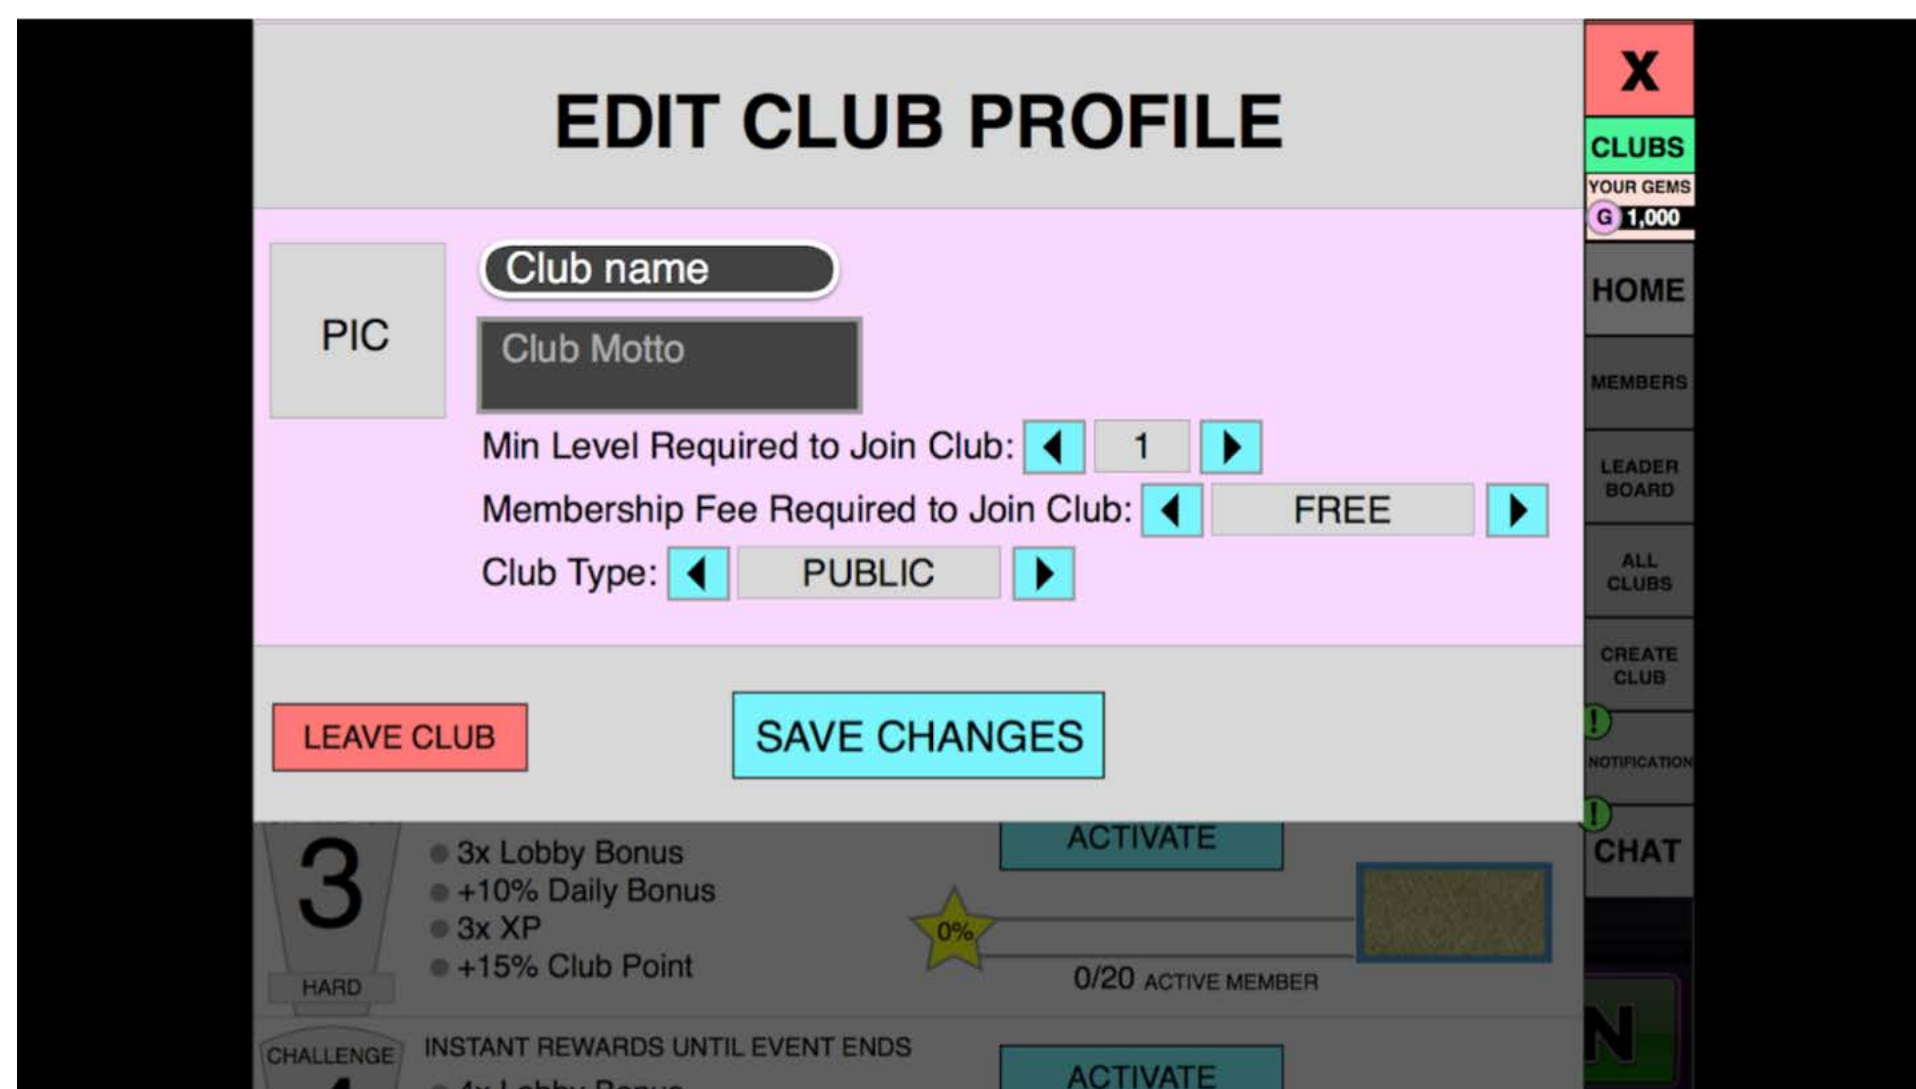 EDIT CLUB PROFILE
X
CLUBS
YOUR GEMS
G 1,000
HOME
MEMBERS
LEADER
BOARD
ALL
CLUBS
CREATE
CLUB
!
NOTIFICATION
!
CHAT
PIC
Club name
Club Motto
Min Level Required to Join Club: 1
Membership Fee Required to Join Club: FREE
Club Type: PUBLIC
LEAVE CLUB
SAVE CHANGES
3
HARD
3x Lobby Bonus
+10% Daily Bonus
3x XP
+15% Club Point
ACTIVATE
0%
0/20 ACTIVE MEMBER
N
CHALLENGE
INSTANT REWARDS UNTIL EVENT ENDS
4x Lobby Bonus
ACTIVATE